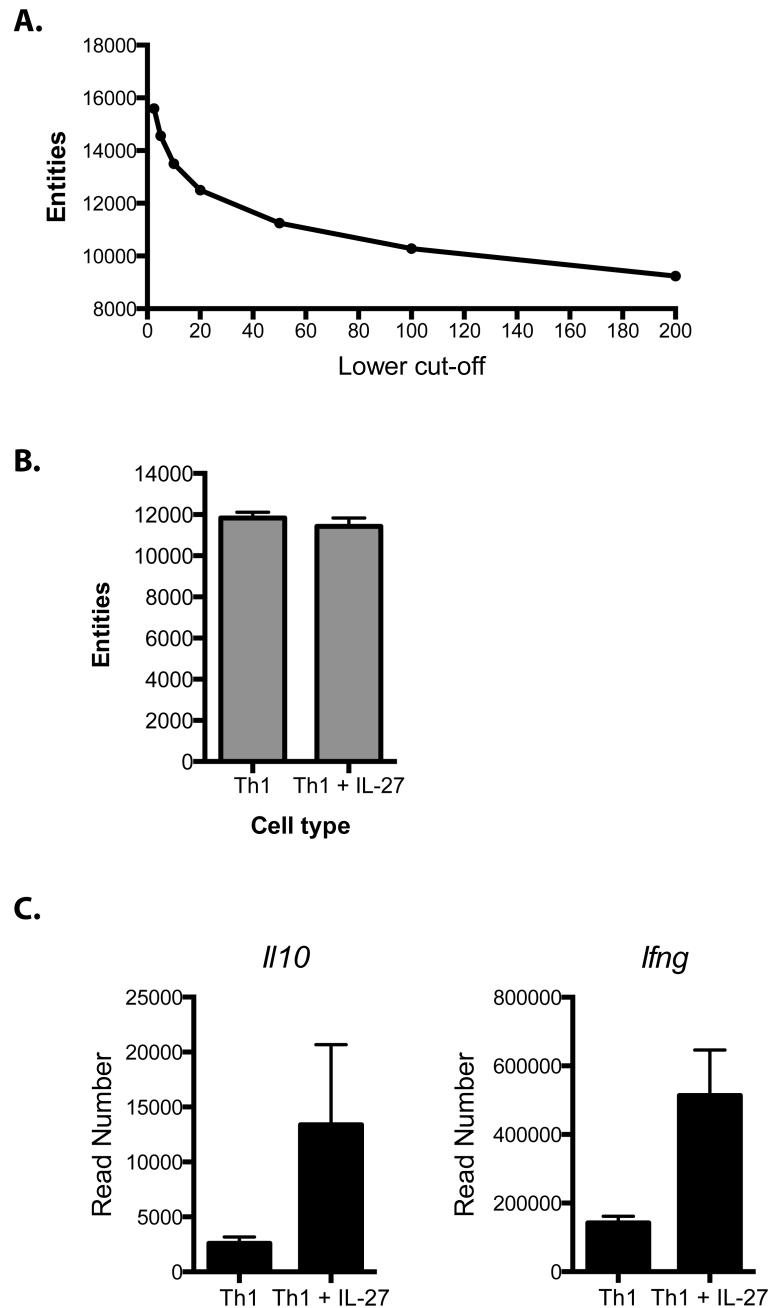 A.
18000
16000
14000
12000
10000
8000
Entities
0 20 40 60 80 100 120 140 160 180 200
Lower cut-off
B.
14000
12000
10000
8000
6000
4000
2000
0
Entities
Th1 Th1 + IL-27
Cell type
C.
Il10
25000
20000
15000
10000
5000
0
Read Number
Th1 Th1 + IL-27
Ifng
800000
600000
400000
200000
0
Read Number
Th1 Th1 + IL-27